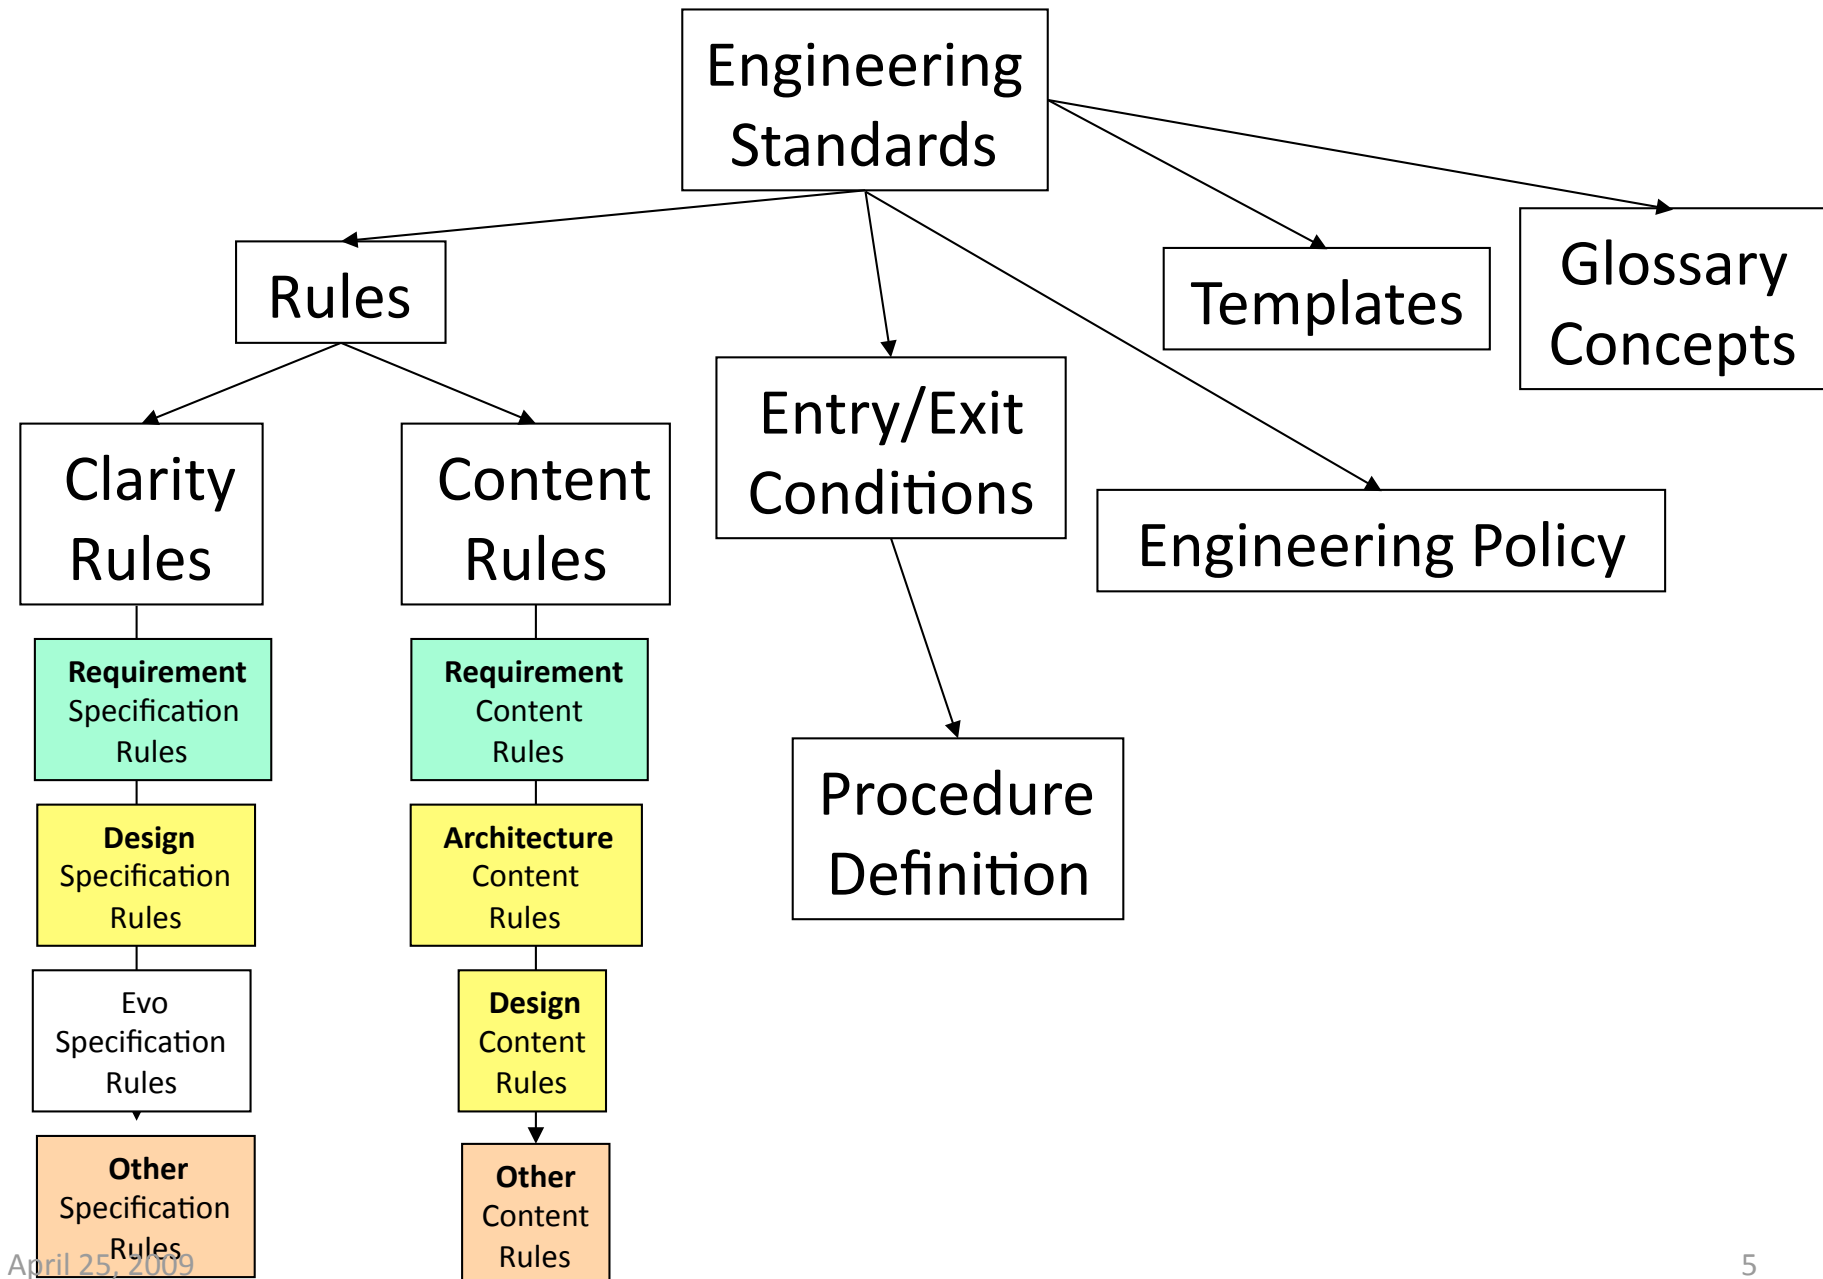 Engineering
Standards
Rules
Templates
Glossary
Concepts
Clarity
Rules
Content
Rules
Entry/Exit
Conditions
Engineering Policy
Requirement
Specification
Rules
Requirement
Content
Rules
Procedure
Definition
Design
Specification
Rules
Architecture
Content
Rules
Evo
Specification
Rules
Design
Content
Rules
Other
Specification
Rules
Other
Content
Rules
April 25, 2009
5